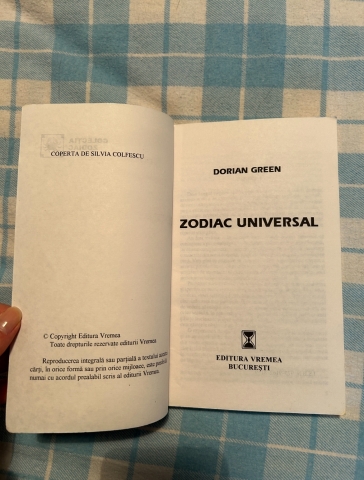 COPERTA DE SILVIA COLFESCU
© Copyright Editura Vremea
Toate drepturile rezervate editurii Vremea
Reproducerea integrală sau parţială a textului acestei
cărţi, în orice formă sau prin orice mijloace, este
numai cu acordul prealabil scris al editurii Vremea.
DORIAN GREEN
ZODIAC UNIVERSAL
EDITURA VREMEA
BUCUREŞTI